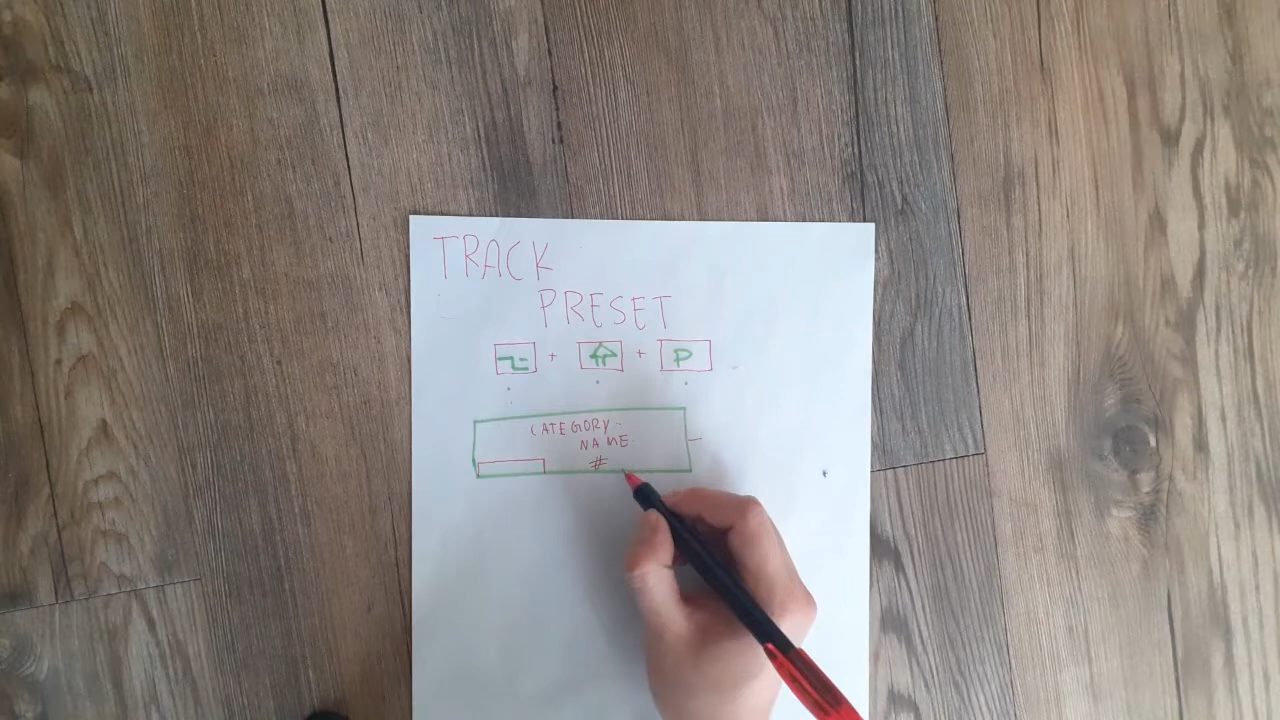 TRACK
PRESET
⌥ + ⇧ + P
CATEGORY
NAME
#